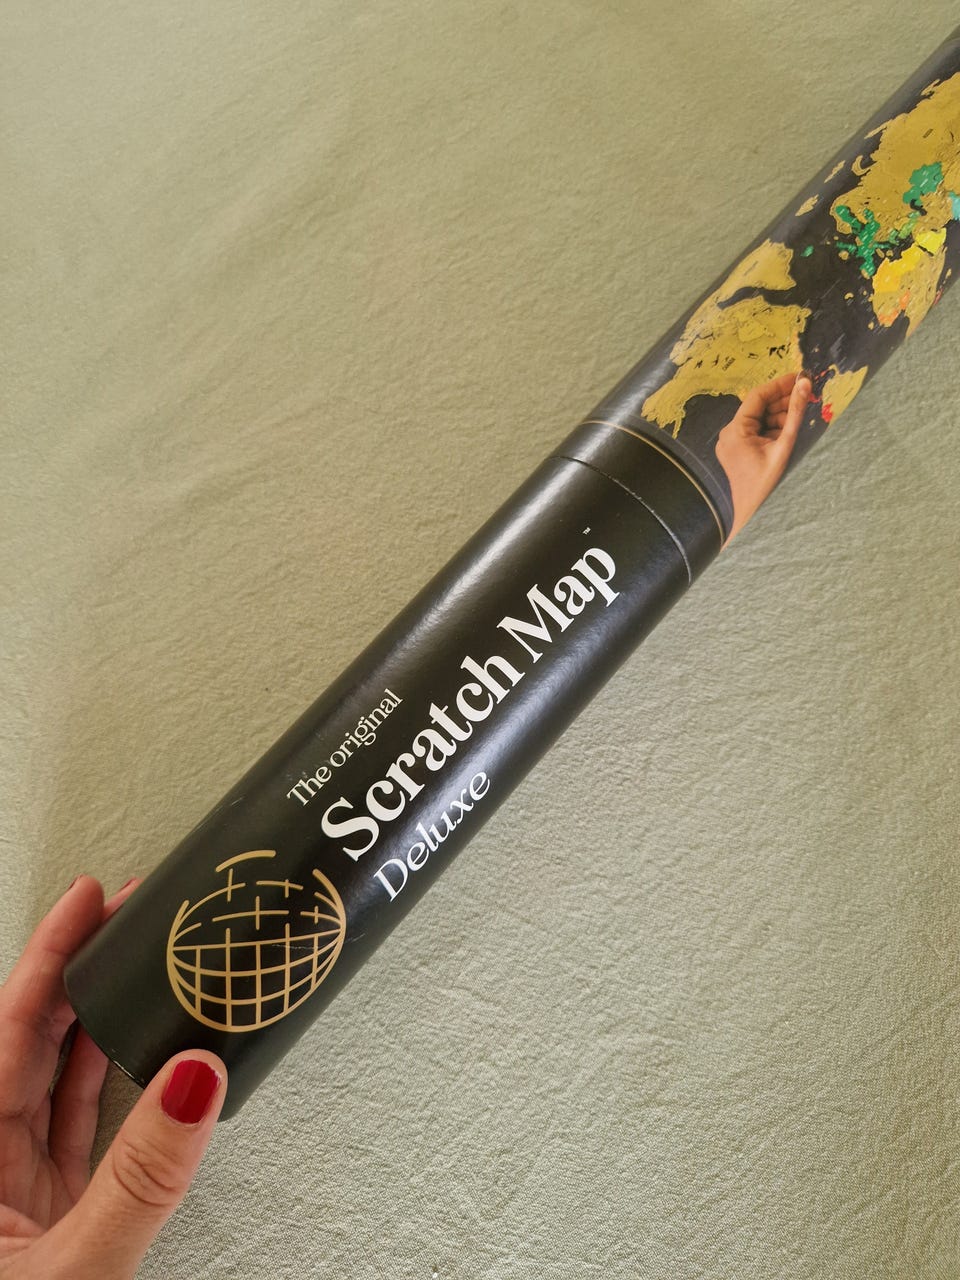 The original
Scratch Map™
Deluxe